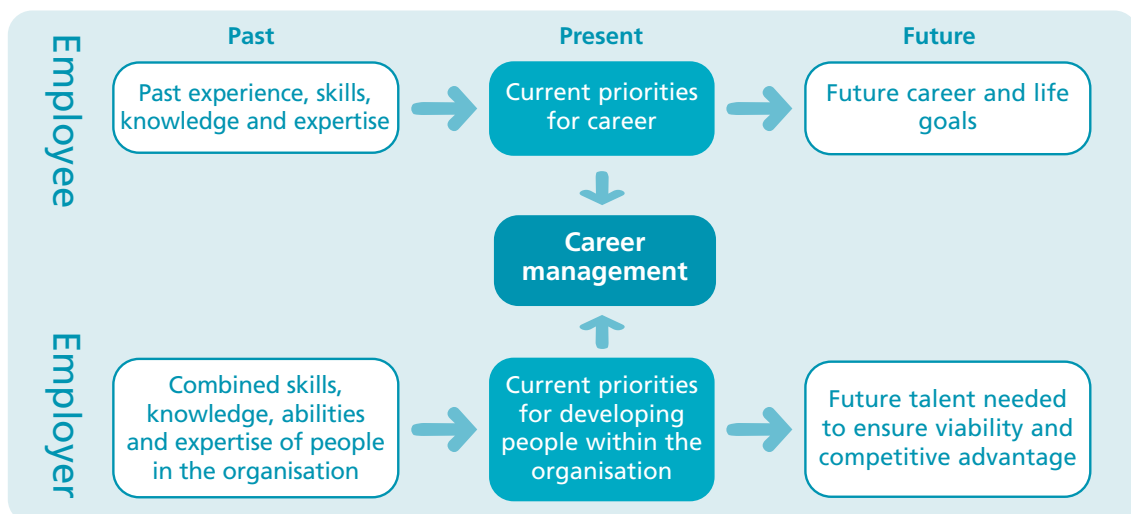 Past
Present
Future
Employee
Past experience, skills,
knowledge and expertise
Current priorities
for career
Future career and life
goals
Career
management
Employer
Combined skills,
knowledge, abilities
and expertise of people
in the organisation
Current priorities
for developing
people within the
organisation
Future talent needed
to ensure viability and
competitive advantage